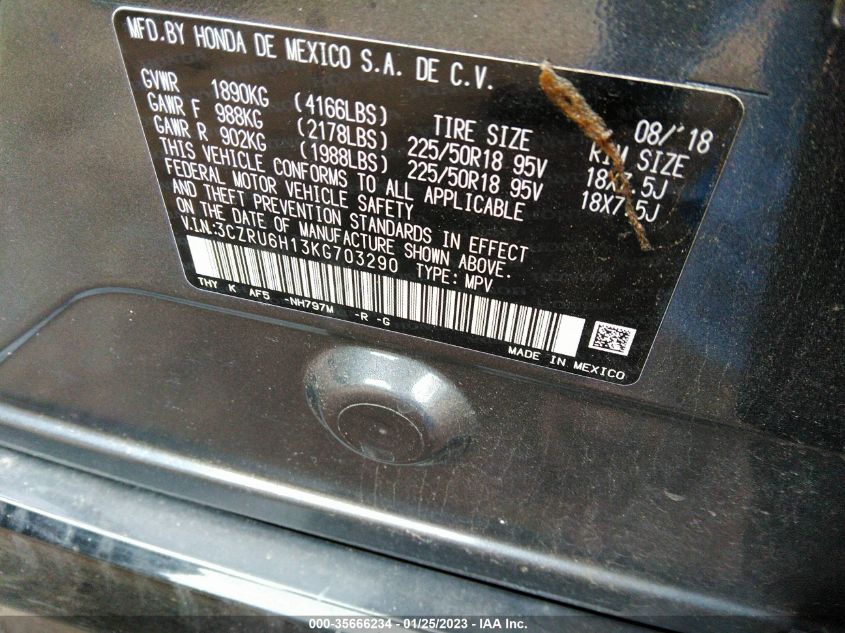 MFD.BY HONDA DE MEXICO S.A. DE C.V.
08/'18
GVWR 1890KG (4166LBS) TIRE SIZE RIM SIZE
GAWR F 988KG (2178LBS) 225/50R18 95V 18X7.5J
GAWR R 902KG (1988LBS) 225/50R18 95V 18X7.5J
THIS VEHICLE CONFORMS TO ALL APPLICABLE
FEDERAL MOTOR VEHICLE SAFETY
AND THEFT PREVENTION STANDARDS IN EFFECT
ON THE DATE OF MANUFACTURE SHOWN ABOVE.
V.I.N:3CZRU6H13KG703290 TYPE: MPV
THY K AF5 -NH797M -R -G
MADE IN MEXICO
000-35666234 - 01/25/2023 - IAA Inc.